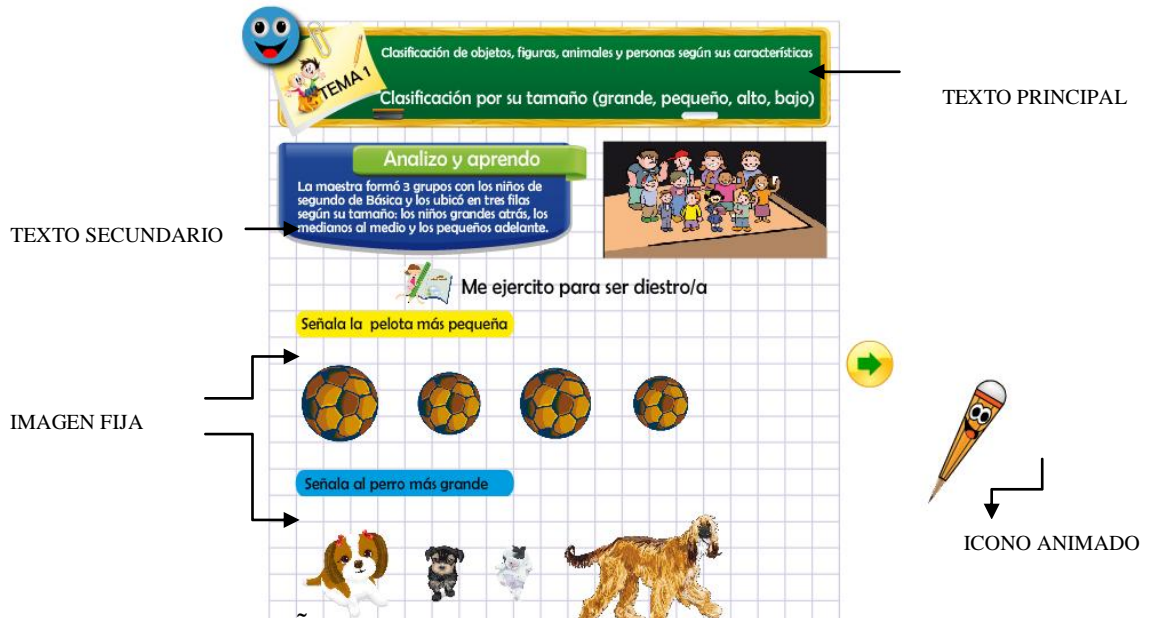 Clasificación de objetos, figuras, animales y personas según sus características
TEMA 1
Clasificación por su tamaño (grande, pequeño, alto, bajo)
TEXTO PRINCIPAL
Analizo y aprendo
La maestra formó 3 grupos con los niños de
segundo de Básica y los ubicó en tres filas
según su tamaño: los niños grandes atrás, los
medianos al medio y los pequeños adelante.
TEXTO SECUNDARIO
Me ejercito para ser diestro/a
Señala la pelota más pequeña
IMAGEN FIJA
Señala al perro más grande
ICONO ANIMADO